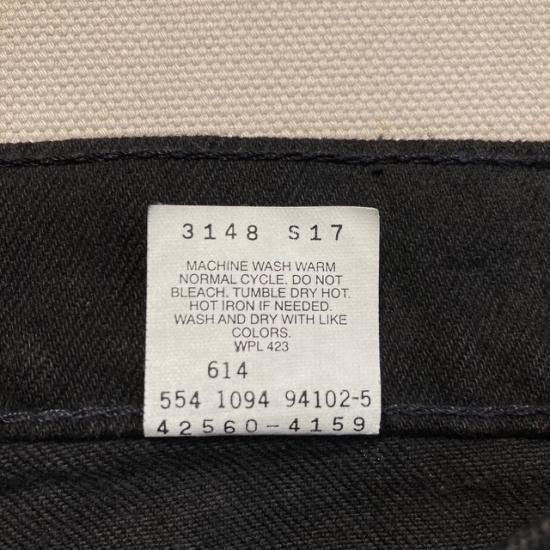 3148 S17
MACHINE WASH WARM
NORMAL CYCLE. DO NOT
BLEACH. TUMBLE DRY HOT.
HOT IRON IF NEEDED.
WASH AND DRY WITH LIKE
COLORS.
WPL 423
614
554 1094 94102-5
42560-4159